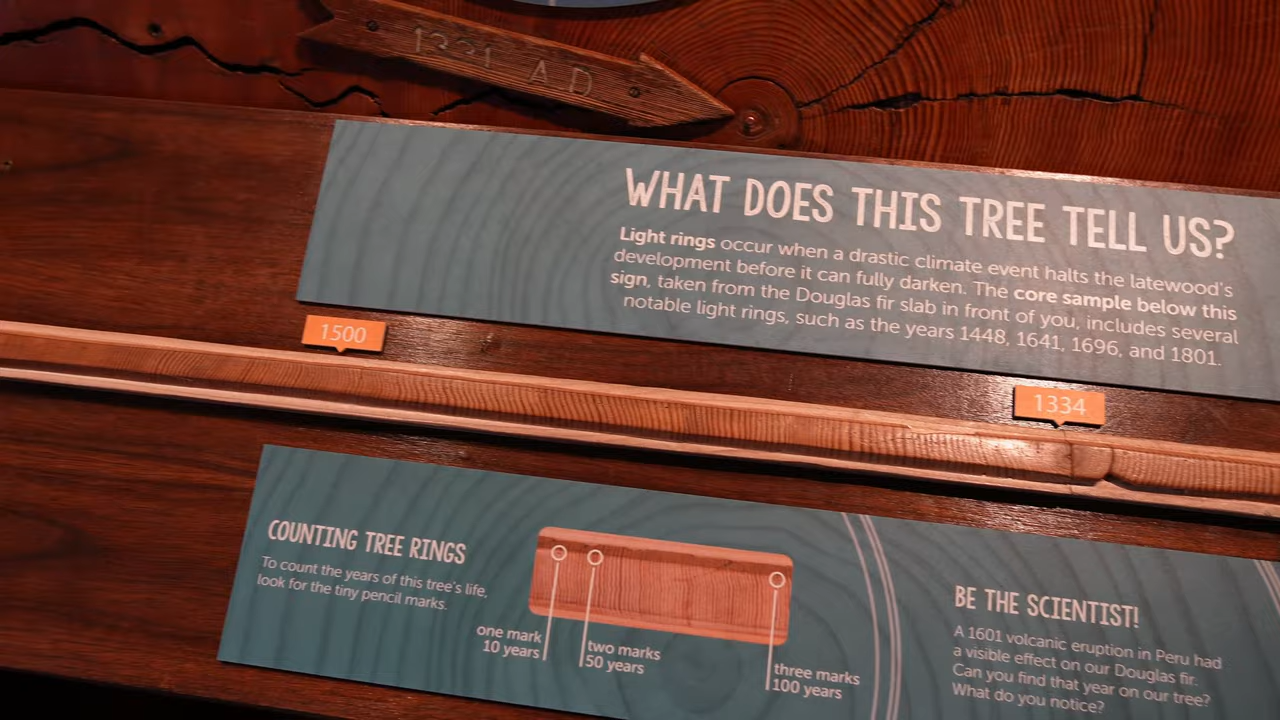 1331 AD
WHAT DOES THIS TREE TELL US?
Light rings occur when a drastic climate event halts the latewood's
development before it can fully darken. The core sample below this
sign, taken from the Douglas fir slab in front of you, includes several
notable light rings, such as the years 1448, 1641, 1696, and 1801.
1500
1334
COUNTING TREE RINGS
To count the years of this tree's life,
look for the tiny pencil marks.
one mark
10 years
two marks
50 years
three marks
100 years
BE THE SCIENTIST!
A 1601 volcanic eruption in Peru had
a visible effect on our Douglas fir.
Can you find that year on our tree?
What do you notice?